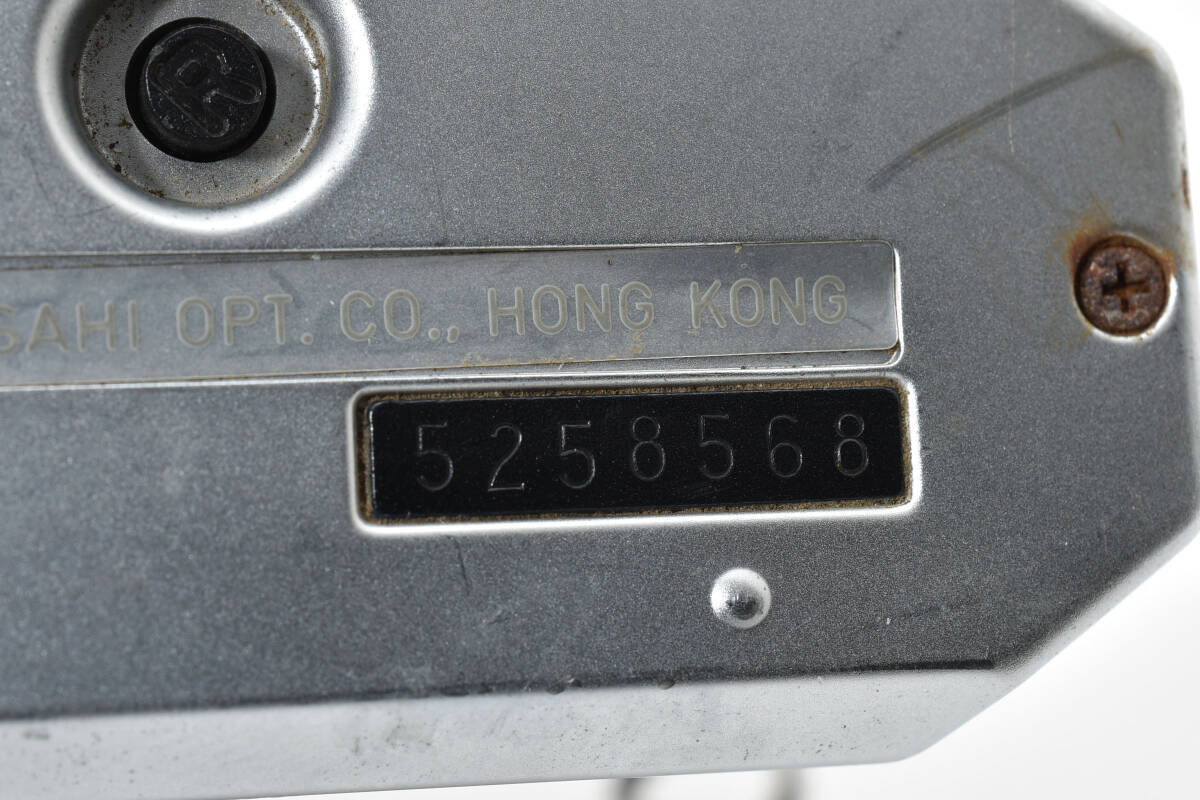 R
SAHI OPT. CO., HONG KONG
5258568